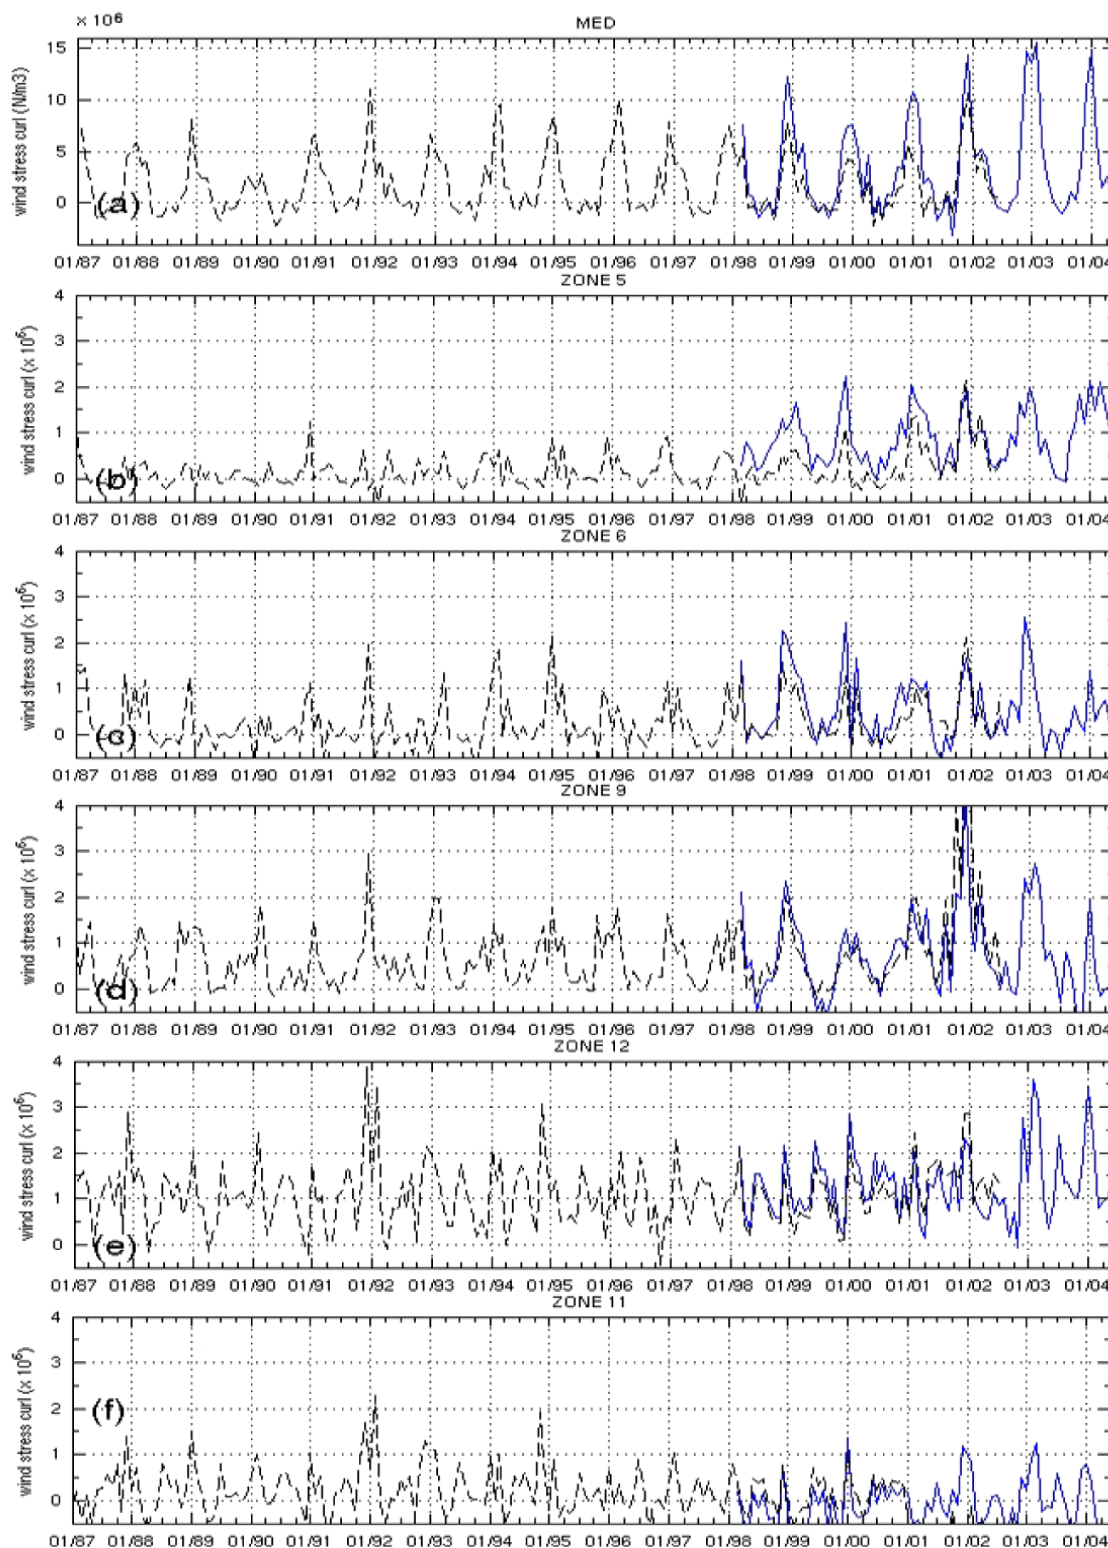 × 10⁶ MED
15
10
5
0
wind stress curl (N/m3)
(a)
01/87 01/88 01/89 01/90 01/91 01/92 01/93 01/94 01/95 01/96 01/97 01/98 01/99 01/00 01/01 01/02 01/03 01/04
ZONE 5
4
3
2
1
0
wind stress curl (x 10⁶)
(b)
01/87 01/88 01/89 01/90 01/91 01/92 01/93 01/94 01/95 01/96 01/97 01/98 01/99 01/00 01/01 01/02 01/03 01/04
ZONE 6
4
3
2
1
0
wind stress curl (x 10⁶)
(c)
01/87 01/88 01/89 01/90 01/91 01/92 01/93 01/94 01/95 01/96 01/97 01/98 01/99 01/00 01/01 01/02 01/03 01/04
ZONE 9
4
3
2
1
0
wind stress curl (x 10⁶)
(d)
01/87 01/88 01/89 01/90 01/91 01/92 01/93 01/94 01/95 01/96 01/97 01/98 01/99 01/00 01/01 01/02 01/03 01/04
ZONE 12
4
3
2
1
0
wind stress curl (x 10⁶)
(e)
01/87 01/88 01/89 01/90 01/91 01/92 01/93 01/94 01/95 01/96 01/97 01/98 01/99 01/00 01/01 01/02 01/03 01/04
ZONE 11
4
3
2
1
0
wind stress curl (x 10⁶)
(f)
01/87 01/88 01/89 01/90 01/91 01/92 01/93 01/94 01/95 01/96 01/97 01/98 01/99 01/00 01/01 01/02 01/03 01/04